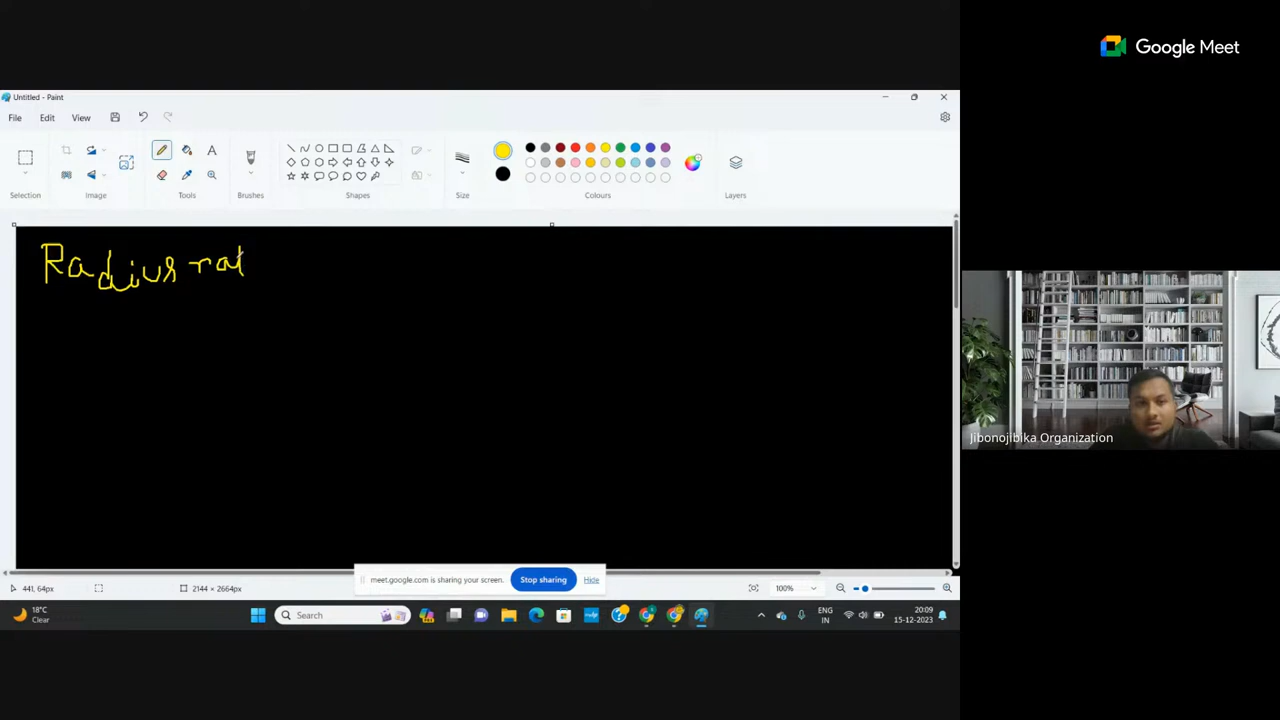 Google Meet
Untitled - Paint
File Edit View
Selection Image Tools Brushes Shapes Size Colours Layers
Radius rat
Jibonojibika Organization
meet.google.com is sharing your screen. Stop sharing Hide
441, 64px 2144 × 2664px 100%
18°C
Clear
Search
ENG
IN
20:09
15-12-2023